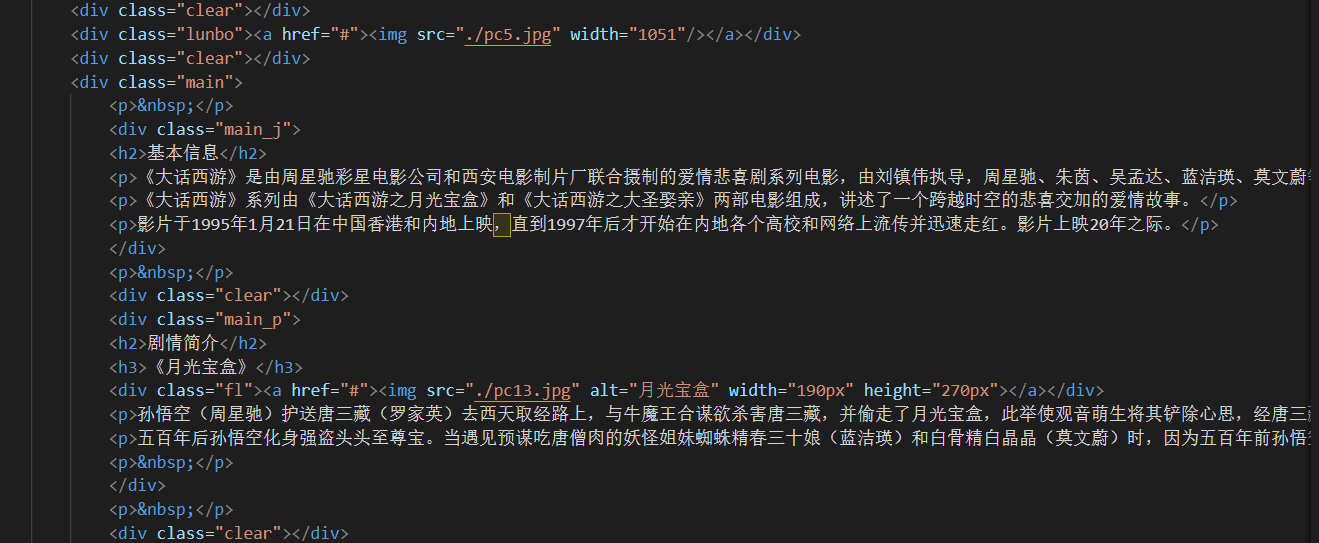 <div class="clear"></div>
<div class="lunbo"><a href="#"><img src="./pc5.jpg" width="1051"/></a></div>
<div class="clear"></div>
<div class="main">
<p>&nbsp;</p>
<div class="main_j">
<h2>基本信息</h2>
<p>《大话西游》是由周星驰彩星电影公司和西安电影制片厂联合摄制的爱情悲喜剧系列电影，由刘镇伟执导，周星驰、朱茵、吴孟达、蓝洁瑛、莫文蔚
<p>《大话西游》系列由《大话西游之月光宝盒》和《大话西游之大圣娶亲》两部电影组成，讲述了一个跨越时空的悲喜交加的爱情故事。</p>
<p>影片于1995年1月21日在中国香港和内地上映，直到1997年后才开始在内地各个高校和网络上流传并迅速走红。影片上映20年之际。</p>
</div>
<p>&nbsp;</p>
<div class="clear"></div>
<div class="main_p">
<h2>剧情简介</h2>
<h3>《月光宝盒》</h3>
<div class="fl"><a href="#"><img src="./pc13.jpg" alt="月光宝盒" width="190px" height="270px"></a></div>
<p>孙悟空（周星驰）护送唐三藏（罗家英）去西天取经路上，与牛魔王合谋欲杀害唐三藏，并偷走了月光宝盒，此举使观音萌生将其铲除心思，经唐三
<p>五百年后孙悟空化身强盗头头至尊宝。当遇见预谋吃唐僧肉的妖怪姐妹蜘蛛精春三十娘（蓝洁瑛）和白骨精白晶晶（莫文蔚）时，因为五百年前孙悟
<p>&nbsp;</p>
</div>
<p>&nbsp;</p>
<div class="clear"></div>